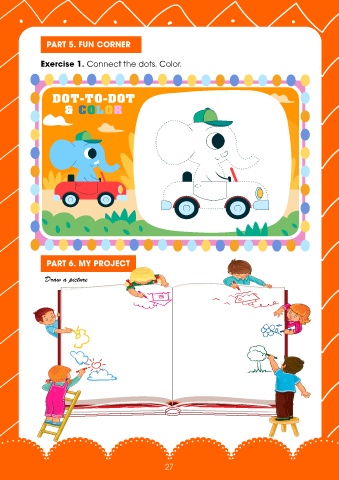 PART 5. FUN CORNER
Exercise 1. Connect the dots. Color.
DOT-TO-DOT
& COLOR
PART 6. MY PROJECT
Draw a picture
27